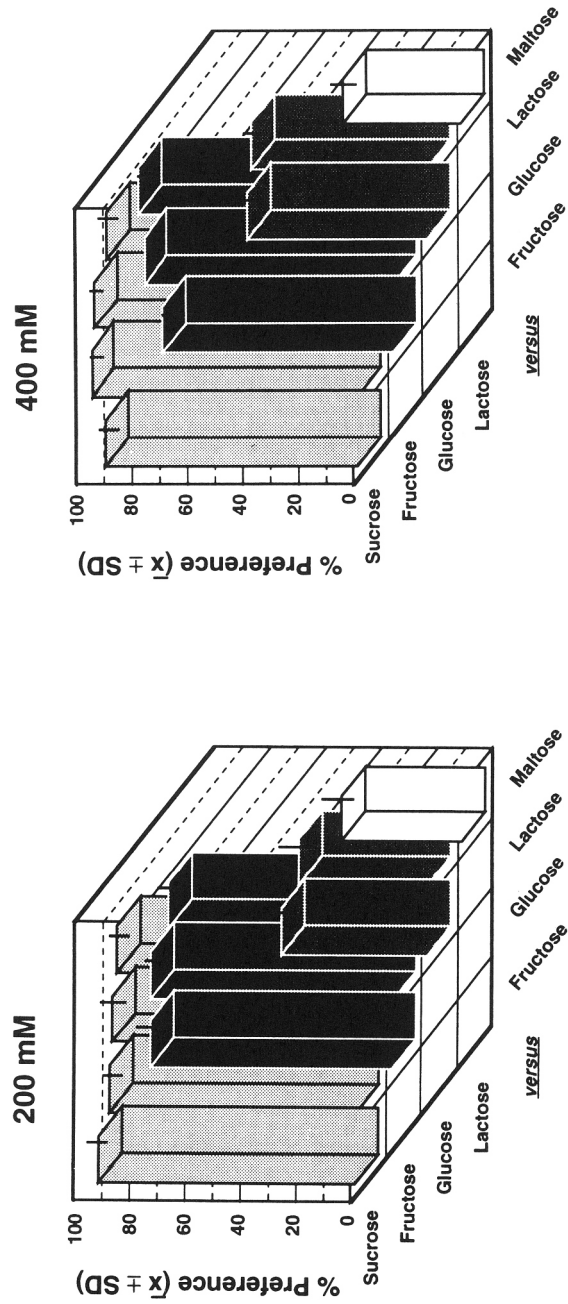 200 mM
% Preference (x̄ ± SD)
100
80
60
40
20
0
Sucrose
Fructose
Glucose
Lactose
versus
Fructose
Glucose
Lactose
Maltose
400 mM
% Preference (x̄ ± SD)
100
80
60
40
20
0
Sucrose
Fructose
Glucose
Lactose
versus
Fructose
Glucose
Lactose
Maltose